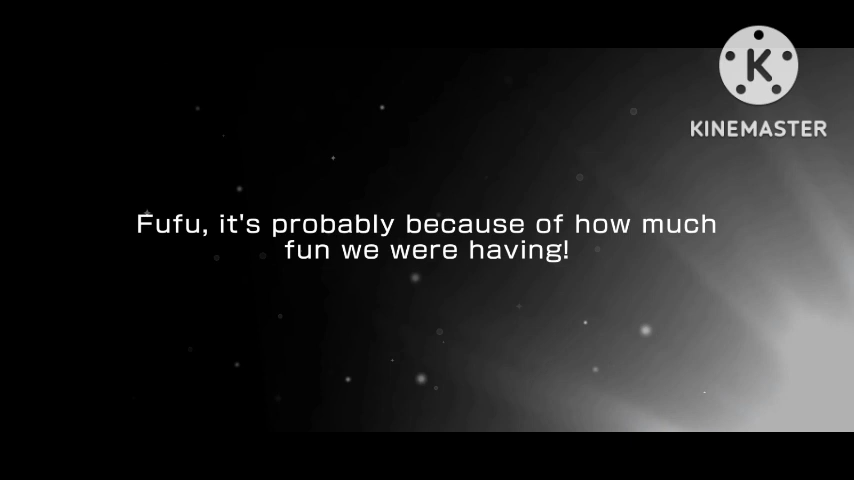 K
KINEMASTER
Fufu, it's probably because of how much
fun we were having!